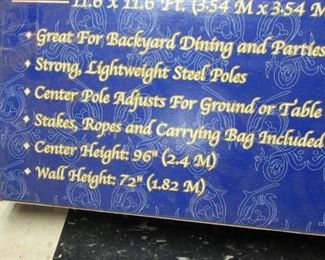 11.6 x 11.6 Ft. (3.54 M x 3.54 M
• Great For Backyard Dining and Parties
• Strong, Lightweight Steel Poles
• Center Pole Adjusts For Ground or Table
• Stakes, Ropes and Carrying Bag Included
• Center Height: 96" (2.4 M)
• Wall Height: 72" (1.82 M)